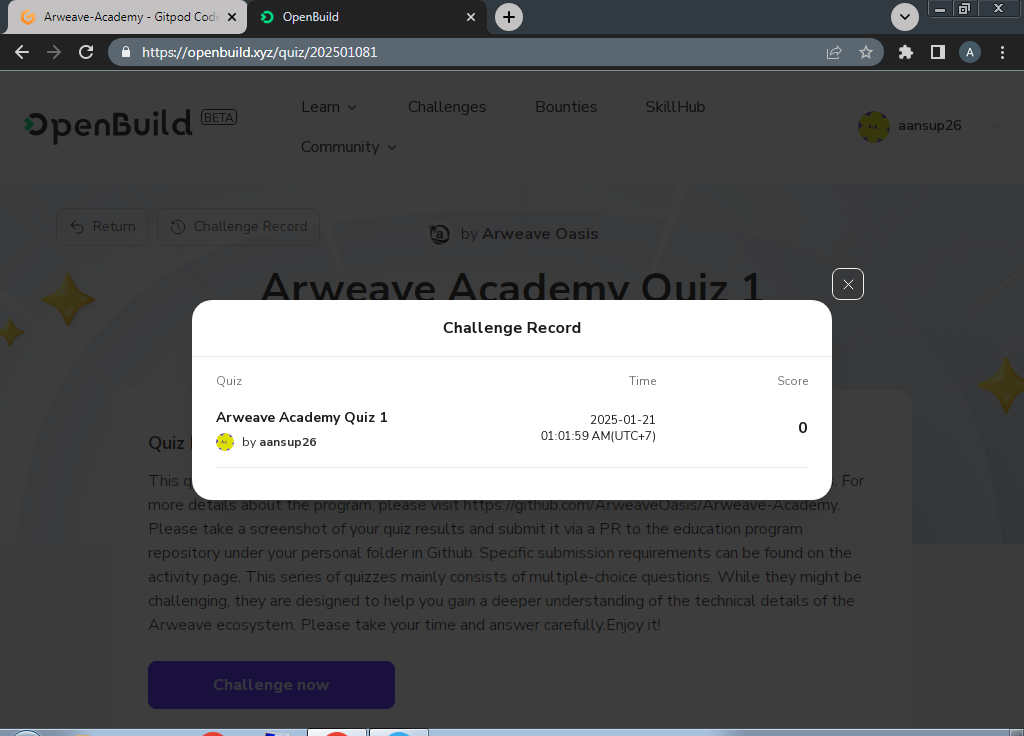 Arweave-Academy - Gitpod Code
OpenBuild
https://openbuild.xyz/quiz/202501081
A
OpenBuild BETA
Learn
Challenges
Bounties
SkillHub
Community
aansup26
Return
Challenge Record
a
by Arweave Oasis
Arweave Academy Quiz 1
Challenge Record
Quiz
Time
Score
Arweave Academy Quiz 1
by aansup26
2025-01-21
01:01:59 AM(UTC+7)
0
Quiz
This
For
more details about the program, please visit https://github.com/ArweaveOasis/Arweave-Academy.
Please take a screenshot of your quiz results and submit it via a PR to the education program
repository under your personal folder in Github. Specific submission requirements can be found on the
activity page. This series of quizzes mainly consists of multiple-choice questions. While they might be
challenging, they are designed to help you gain a deeper understanding of the technical details of the
Arweave ecosystem. Please take your time and answer carefully.Enjoy it!
Challenge now